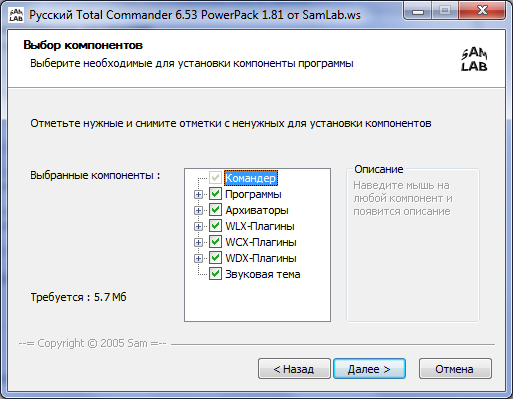 Русский Total Commander 6.53 PowerPack 1.81 от SamLab.ws
Выбор компонентов
Выберите необходимые для установки компоненты программы
SAM
LAB
Отметьте нужные и снимите отметки с ненужных для установки компонентов
Выбранные компоненты :
Командер
Программы
Архиваторы
WLX-Плагины
WCX-Плагины
WDX-Плагины
Звуковая тема
Описание
Наведите мышь на
любой компонент и
появится описание
Требуется : 5.7 Мб
--= Copyright © 2005 Sam =--
< Назад
Далее >
Отмена